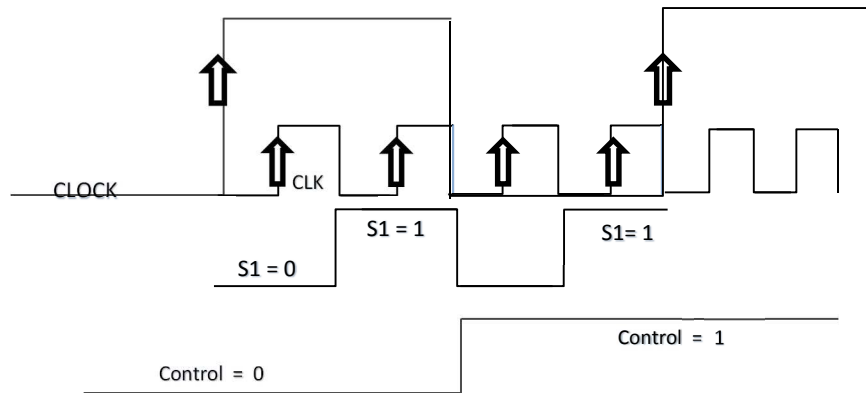 CLOCK
CLK
S1 = 0
S1 = 1
S1= 1
Control = 0
Control = 1